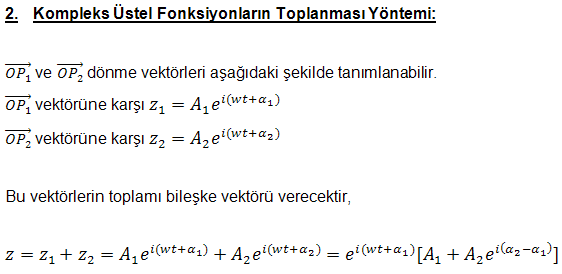 2. Kompleks Üstel Fonksiyonların Toplanması Yöntemi:
$\overrightarrow{OP_1}$ ve $\overrightarrow{OP_2}$ dönme vektörleri aşağıdaki şekilde tanımlanabilir.
$\overrightarrow{OP_1}$ vektörüne karşı $z_1 = A_1 e^{i(wt+\alpha_1)}$
$\overrightarrow{OP_2}$ vektörüne karşı $z_2 = A_2 e^{i(wt+\alpha_2)}$
Bu vektörlerin toplamı bileşke vektörü verecektir,
$z = z_1 + z_2 = A_1 e^{i(wt+\alpha_1)} + A_2 e^{i(wt+\alpha_2)} = e^{i(wt+\alpha_1)}[A_1 + A_2 e^{i(\alpha_2-\alpha_1)}]$